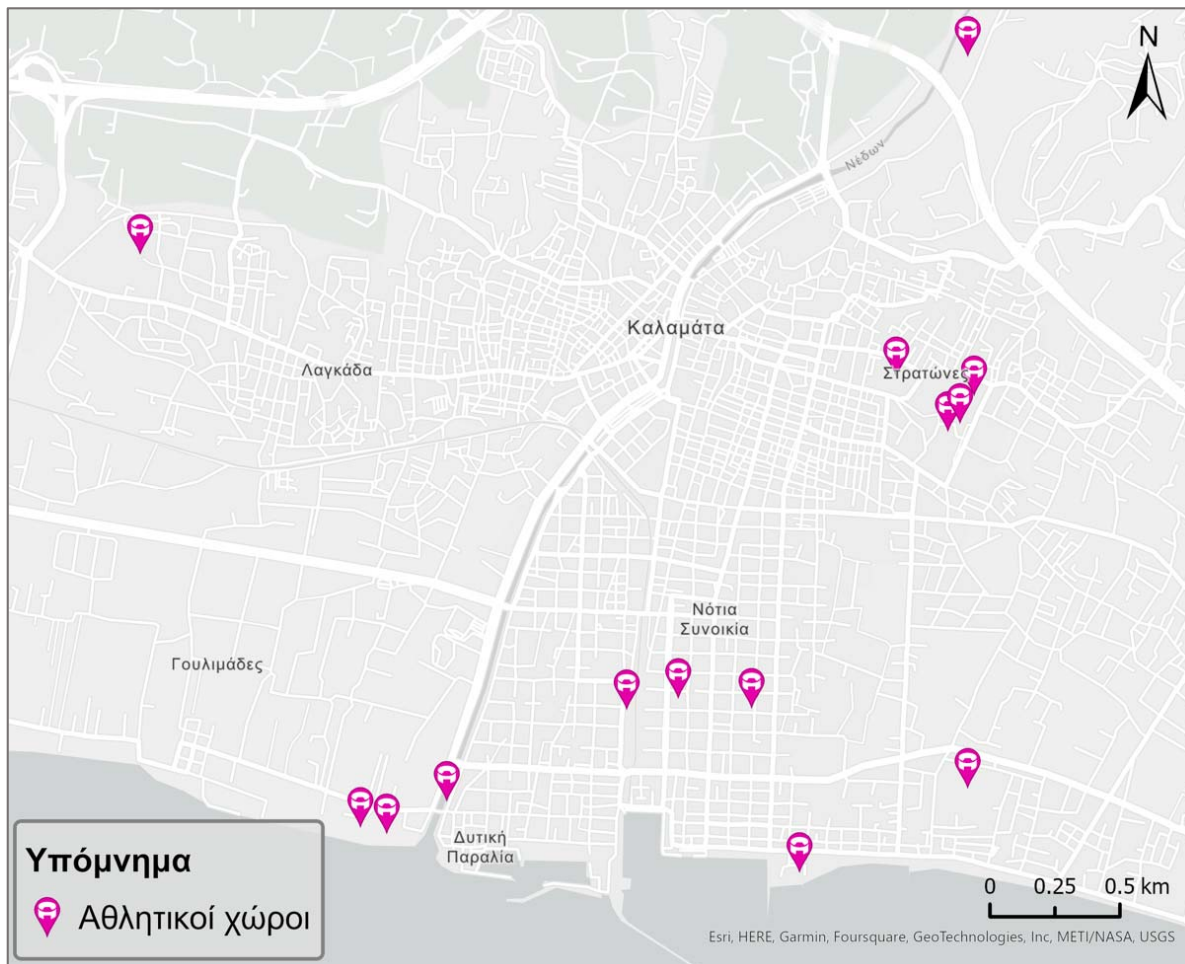 N
Νέδων
Καλαμάτα
Λαγκάδα
Στρατώνες
Νότια
Συνοικία
Γουλιμάδες
Δυτική
Παραλία
Υπόμνημα
Αθλητικοί χώροι
0 0.25 0.5 km
Esri, HERE, Garmin, Foursquare, GeoTechnologies, Inc, METI/NASA, USGS